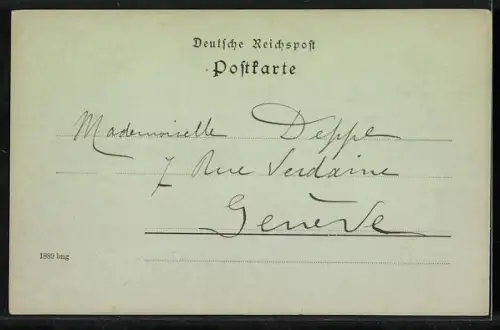 Deutsche Reichspost
Postkarte
Mademoiselle Deppe
7 Rue Verdaine
Genève
1889 bng